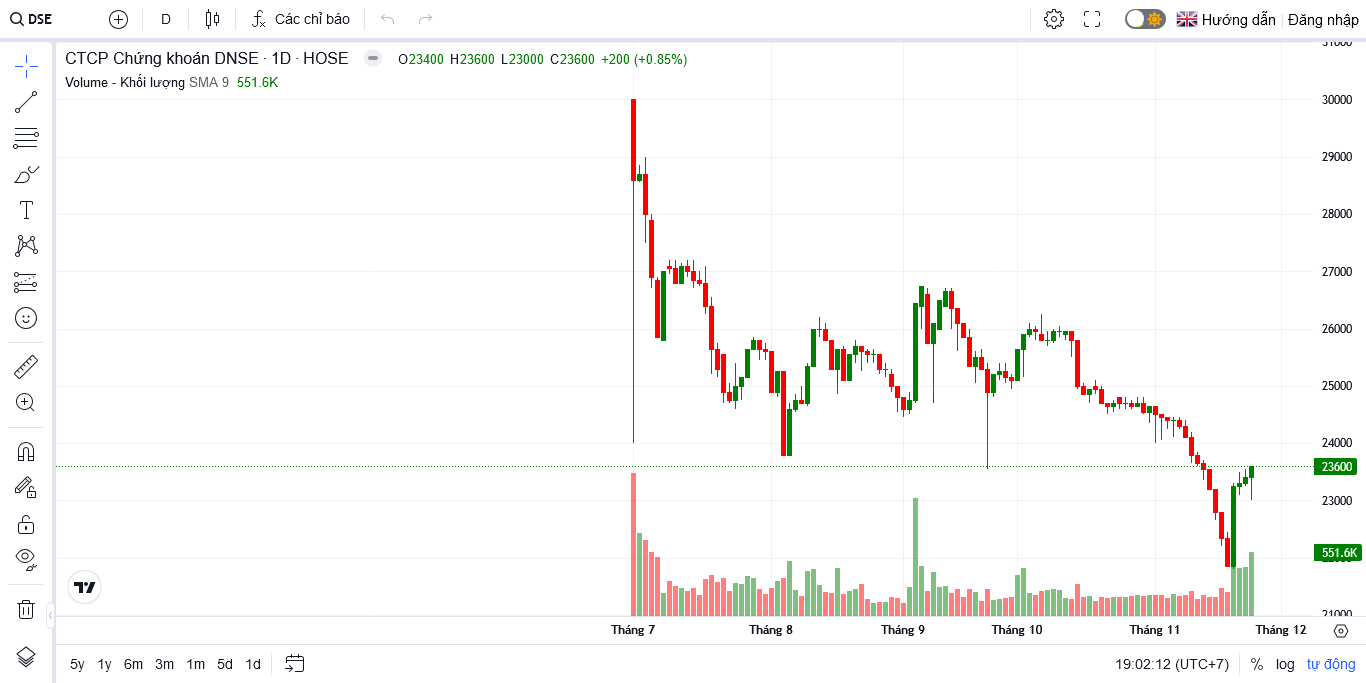 DSE D Các chỉ báo Hướng dẫn Đăng nhập
CTCP Chứng khoán DNSE · 1D · HOSE O23400 H23600 L23000 C23600 +200 (+0.85%)
Volume - Khối lượng SMA 9 551.6K
31000
30000
29000
28000
27000
26000
25000
24000
23600
23000
551.6K
22000
21000
Tháng 7 Tháng 8 Tháng 9 Tháng 10 Tháng 11 Tháng 12
5y 1y 6m 3m 1m 5d 1d 19:02:12 (UTC+7) % log tự động